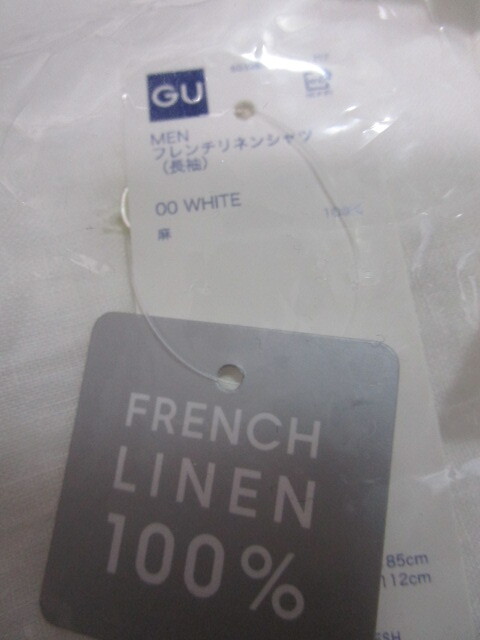 GU
MEN
フレンチリネンシャツ
(長袖)
00 WHITE
麻 100%
FRENCH
LINEN
100%
85cm
112cm